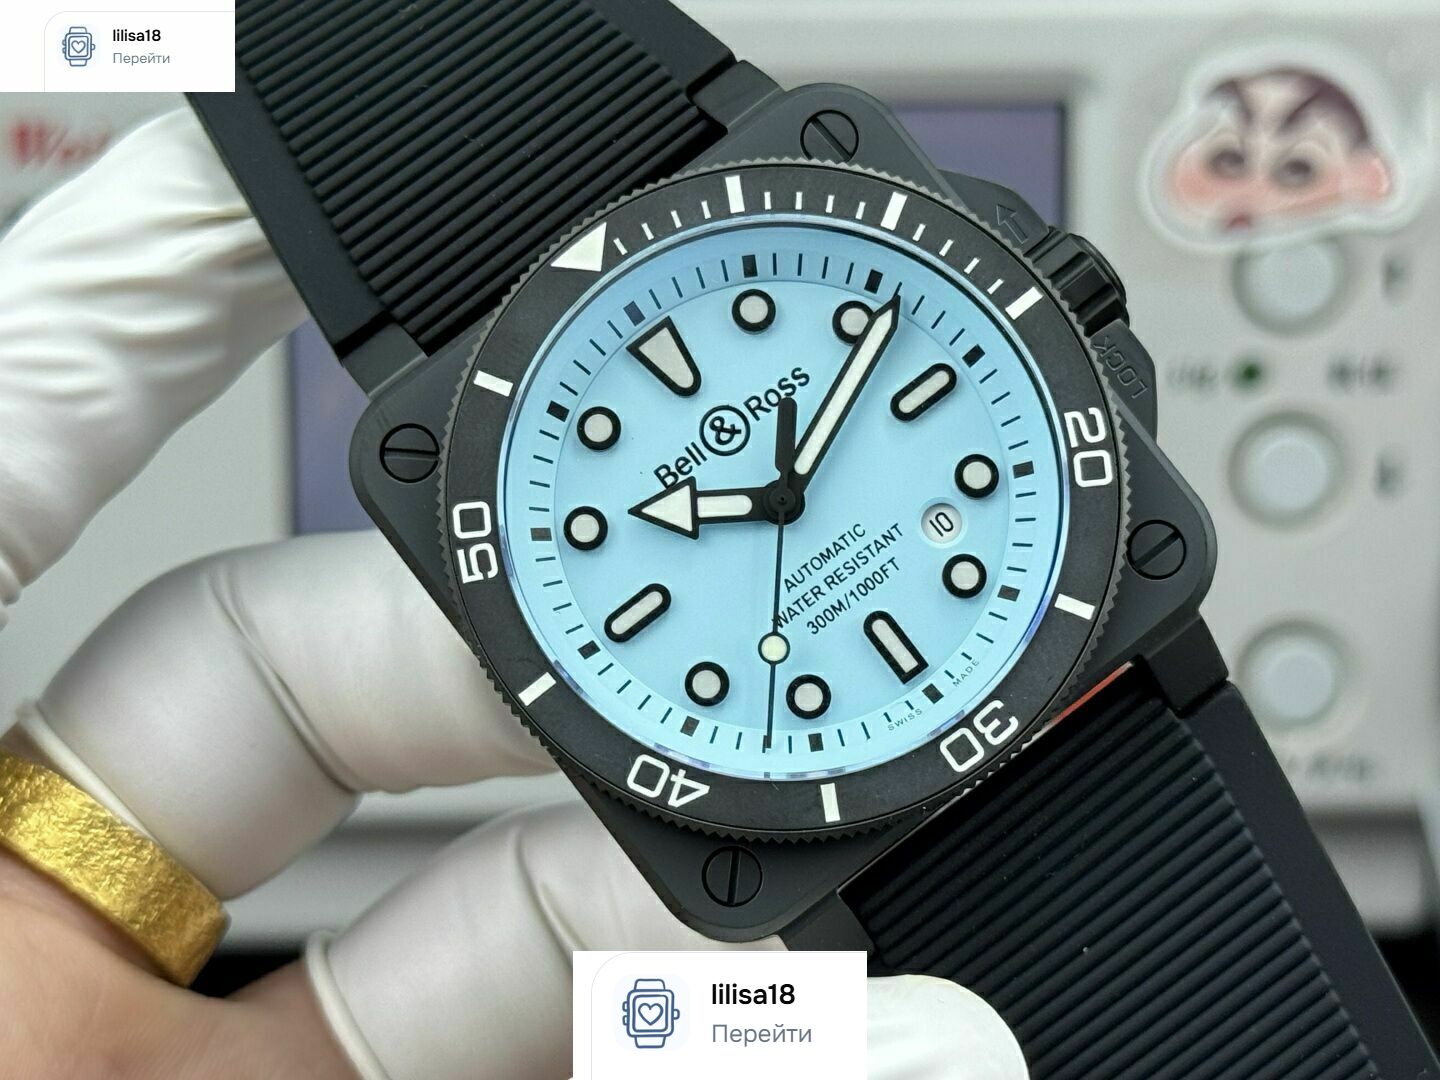 lilisa18
Перейти
Bell & Ross
AUTOMATIC
WATER RESISTANT
300M/1000FT
10
20
30
40
50
LOCK
SWISS MADE
lilisa18
Перейти